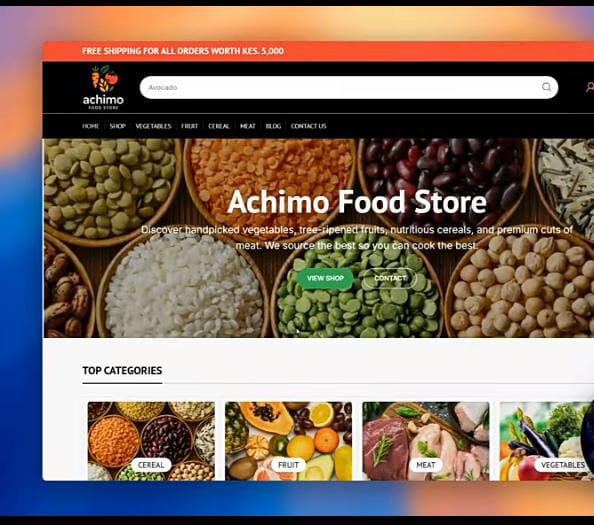 FREE SHIPPING FOR ALL ORDERS WORTH KES. 5,000
achimo
FOOD STORE
Avocado
HOME SHOP VEGETABLES FRUIT CEREAL MEAT BLOG CONTACT US
Achimo Food Store
Discover handpicked vegetables, tree-ripened fruits, nutritious cereals, and premium cuts of
meat. We source the best so you can cook the best.
VIEW SHOP CONTACT
TOP CATEGORIES
CEREAL FRUIT MEAT VEGETABLES